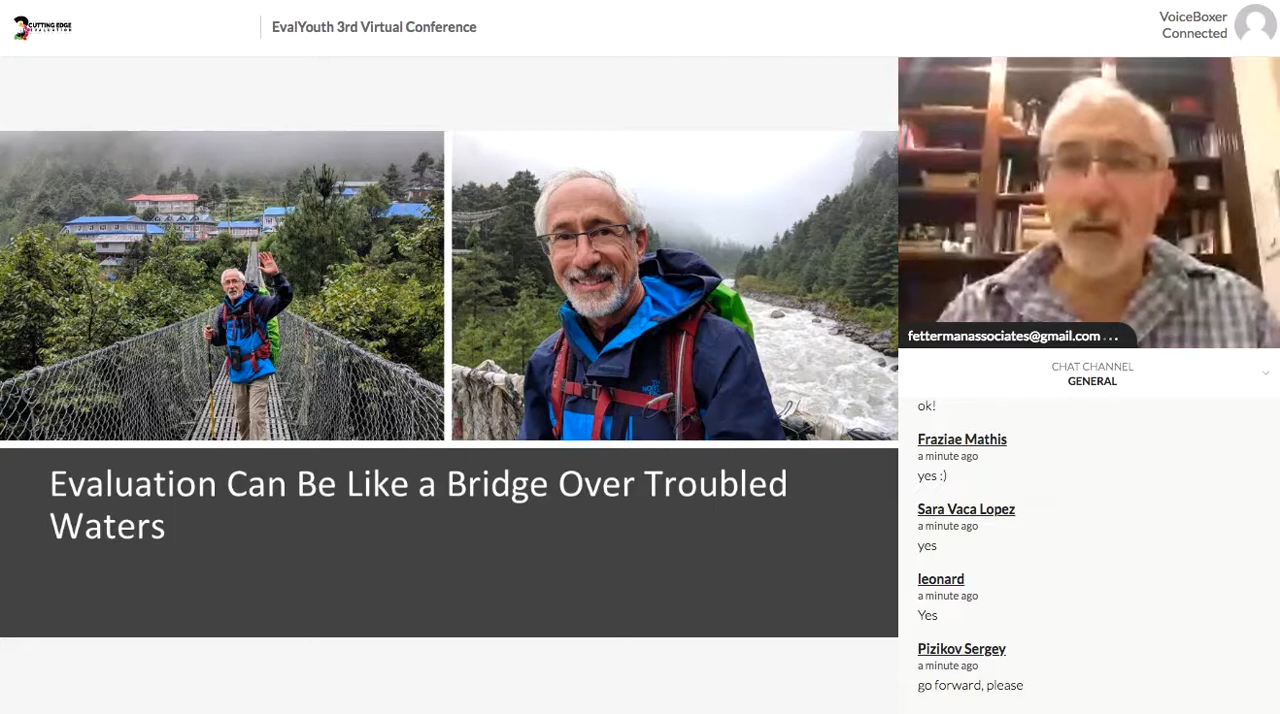 CUTTING EDGE
EvalYouth 3rd Virtual Conference
VoiceBoxer
Connected
Evaluation Can Be Like a Bridge Over Troubled
Waters
fettermanassociates@gmail.com ...
CHAT CHANNEL
GENERAL
ok!
Fraziae Mathis
a minute ago
yes :)
Sara Vaca Lopez
a minute ago
yes
leonard
a minute ago
Yes
Pizikov Sergey
a minute ago
go forward, please